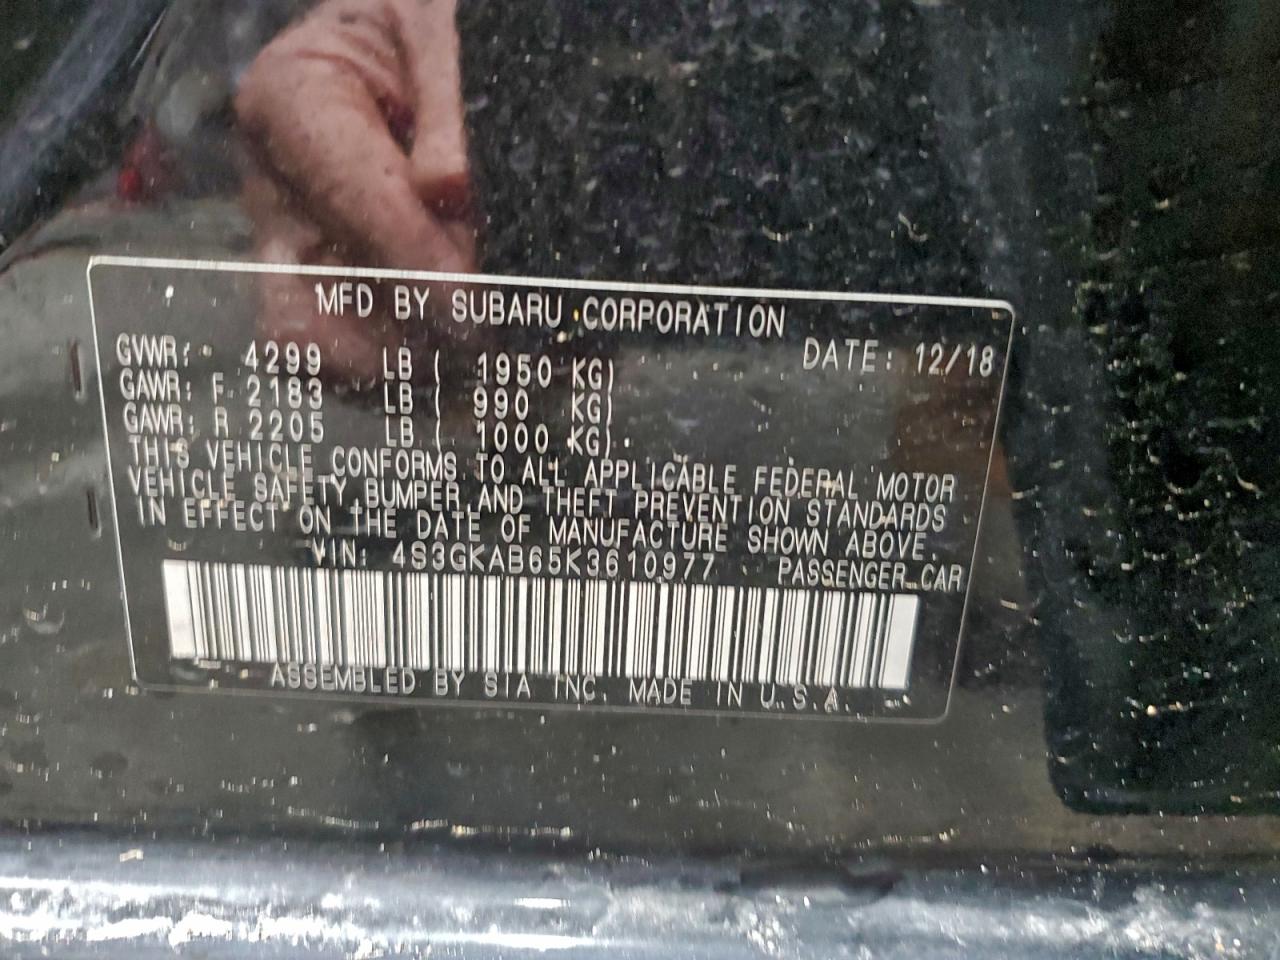 MFD BY SUBARU CORPORATION
GVWR: 4299 LB ( 1950 KG) DATE: 12/18
GAWR: F 2183 LB ( 990 KG)
GAWR: R 2205 LB ( 1000 KG)
THIS VEHICLE CONFORMS TO ALL APPLICABLE FEDERAL MOTOR
VEHICLE SAFETY BUMPER AND THEFT PREVENTION STANDARDS
IN EFFECT ON THE DATE OF MANUFACTURE SHOWN ABOVE.
VIN: 4S3GKAB65K3610977 PASSENGER CAR
ASSEMBLED BY SIA INC. MADE IN U.S.A.